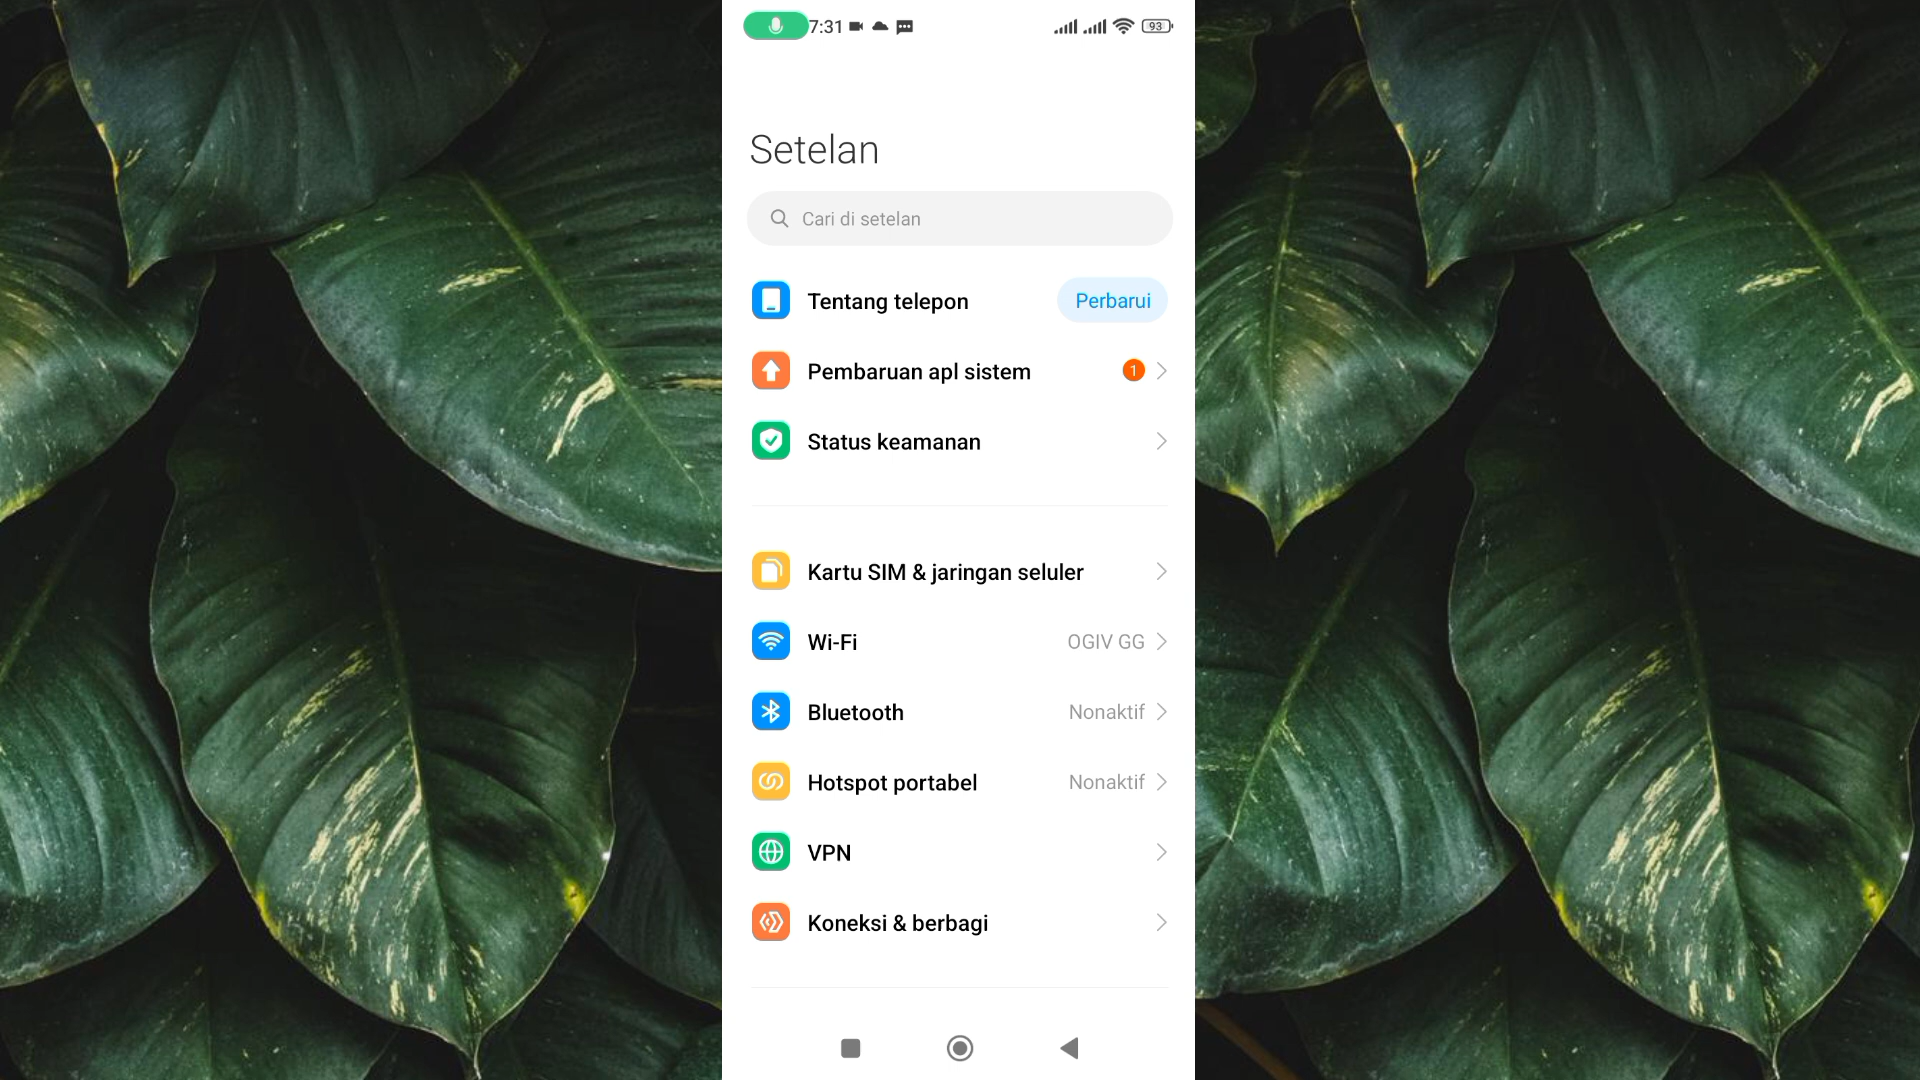 7:31
93
Setelan
Cari di setelan
Tentang telepon
Perbarui
Pembaruan apl sistem
1
Status keamanan
Kartu SIM & jaringan seluler
Wi-Fi
OGIV GG
Bluetooth
Nonaktif
Hotspot portabel
Nonaktif
VPN
Koneksi & berbagi